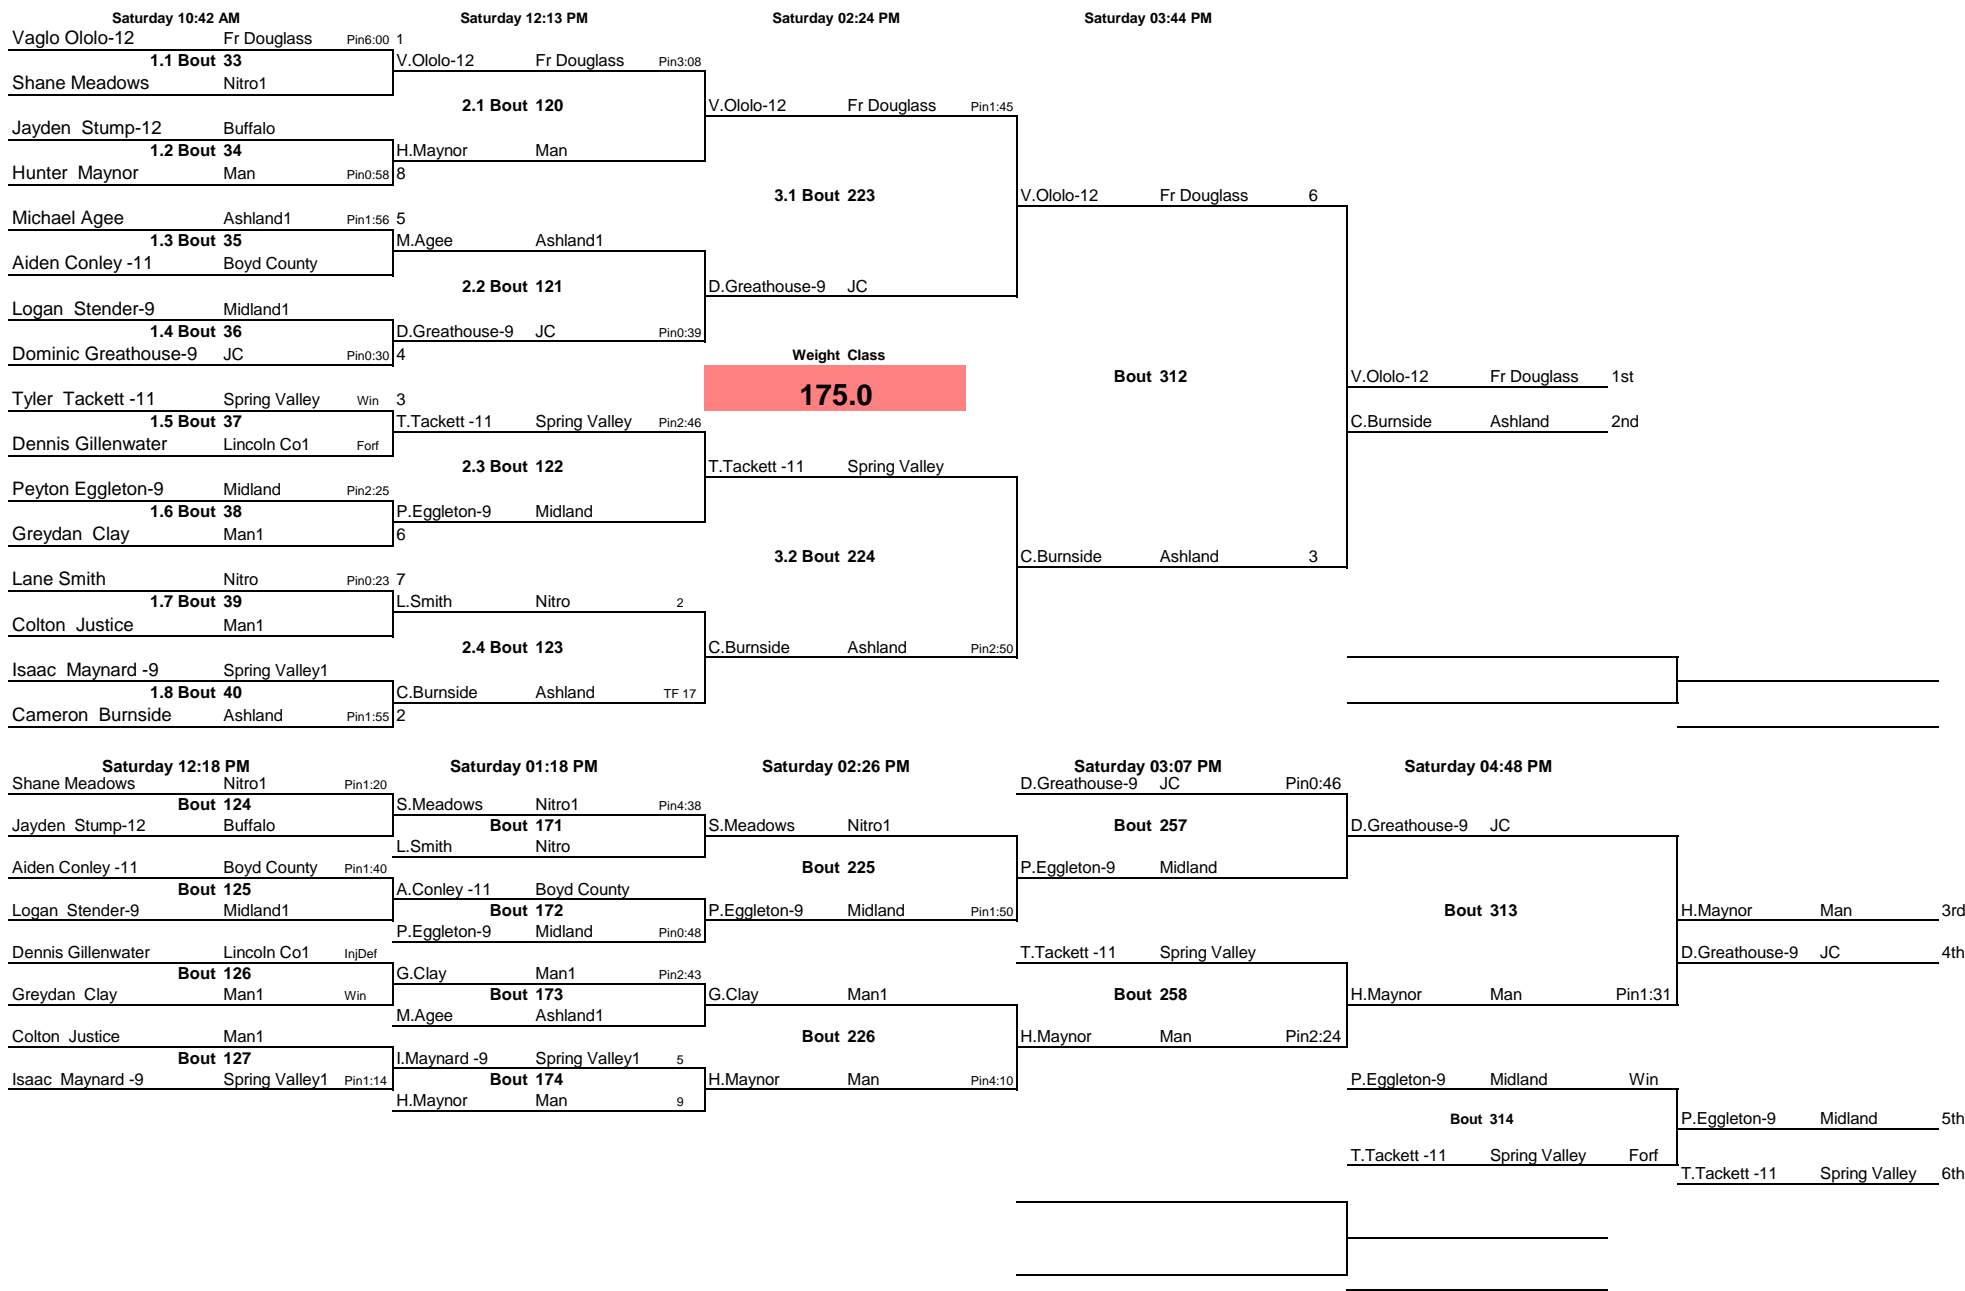 Saturday 10:42 AM Saturday 12:13 PM Saturday 02:24 PM Saturday 03:44 PM
Vaglo Ololo-12 Fr Douglass Pin6:00 1
1.1 Bout 33 V.Ololo-12 Fr Douglass Pin3:08
Shane Meadows Nitro1
2.1 Bout 120 V.Ololo-12 Fr Douglass Pin1:45
Jayden Stump-12 Buffalo
1.2 Bout 34 H.Maynor Man
Hunter Maynor Man Pin0:58 8
3.1 Bout 223 V.Ololo-12 Fr Douglass 6
Michael Agee Ashland1 Pin1:56 5
1.3 Bout 35 M.Agee Ashland1
Aiden Conley -11 Boyd County
2.2 Bout 121 D.Greathouse-9 JC
Logan Stender-9 Midland1
1.4 Bout 36 D.Greathouse-9 JC Pin0:39
Dominic Greathouse-9 JC Pin0:30 4 Weight Class
Bout 312 V.Ololo-12 Fr Douglass 1st
Tyler Tackett -11 Spring Valley Win 3 175.0
1.5 Bout 37 T.Tackett -11 Spring Valley Pin2:46 C.Burnside Ashland 2nd
Dennis Gillenwater Lincoln Co1 Forf
2.3 Bout 122 T.Tackett -11 Spring Valley
Peyton Eggleton-9 Midland Pin2:25
1.6 Bout 38 P.Eggleton-9 Midland
Greydan Clay Man1 6
3.2 Bout 224 C.Burnside Ashland 3
Lane Smith Nitro Pin0:23 7
1.7 Bout 39 L.Smith Nitro 2
Colton Justice Man1
2.4 Bout 123 C.Burnside Ashland Pin2:50
Isaac Maynard -9 Spring Valley1
1.8 Bout 40 C.Burnside Ashland TF 17
Cameron Burnside Ashland Pin1:55 2
Saturday 12:18 PM Saturday 01:18 PM Saturday 02:26 PM Saturday 03:07 PM Saturday 04:48 PM
Shane Meadows Nitro1 Pin1:20 D.Greathouse-9 JC Pin0:46
Bout 124 S.Meadows Nitro1 Pin4:38
Jayden Stump-12 Buffalo Bout 171 S.Meadows Nitro1 Bout 257 D.Greathouse-9 JC
L.Smith Nitro
Aiden Conley -11 Boyd County Pin1:40 Bout 225 P.Eggleton-9 Midland
Bout 125 A.Conley -11 Boyd County
Logan Stender-9 Midland1 Bout 172 P.Eggleton-9 Midland Pin1:50 Bout 313 H.Maynor Man 3rd
P.Eggleton-9 Midland Pin0:48
Dennis Gillenwater Lincoln Co1 InjDef T.Tackett -11 Spring Valley D.Greathouse-9 JC 4th
Bout 126 G.Clay Man1 Pin2:43
Greydan Clay Man1 Win Bout 173 G.Clay Man1 Bout 258 H.Maynor Man Pin1:31
M.Agee Ashland1
Colton Justice Man1 Bout 226 H.Maynor Man Pin2:24
Bout 127 I.Maynard -9 Spring Valley1 5
Isaac Maynard -9 Spring Valley1 Pin1:14 Bout 174 H.Maynor Man Pin4:10 P.Eggleton-9 Midland Win
H.Maynor Man 9
Bout 314 P.Eggleton-9 Midland 5th
T.Tackett -11 Spring Valley Forf
T.Tackett -11 Spring Valley 6th